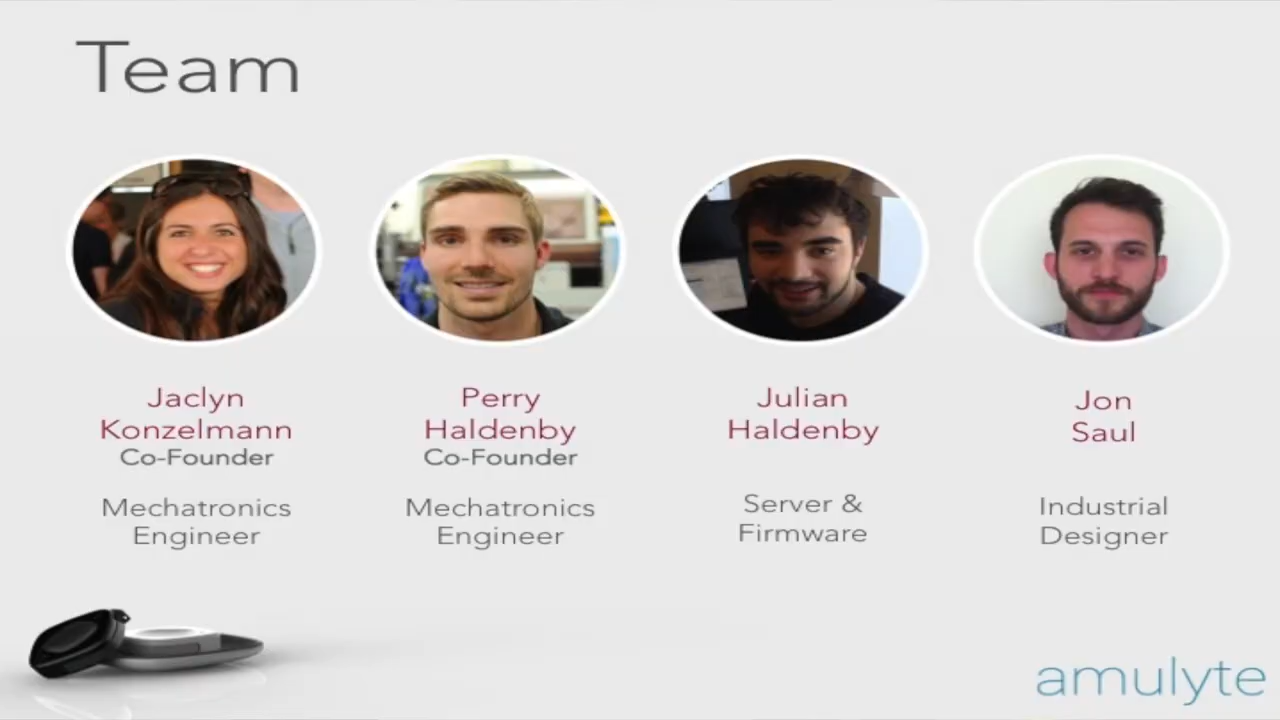 Team
Jaclyn
Konzelmann
Co-Founder
Mechatronics
Engineer
Perry
Haldenby
Co-Founder
Mechatronics
Engineer
Julian
Haldenby
Server &
Firmware
Jon
Saul
Industrial
Designer
amulyte